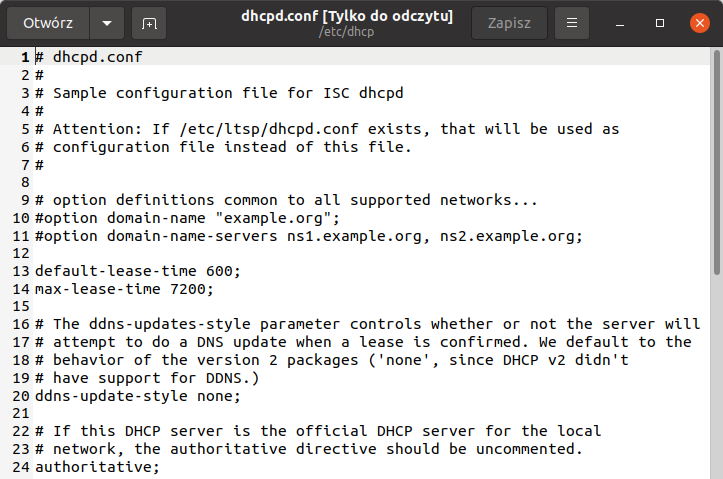 Otwórz
dhcpd.conf [Tylko do odczytu]
/etc/dhcp
Zapisz
1 # dhcpd.conf
2 #
3 # Sample configuration file for ISC dhcpd
4 #
5 # Attention: If /etc/ltsp/dhcpd.conf exists, that will be used as
6 # configuration file instead of this file.
7 #
8
9 # option definitions common to all supported networks...
10 #option domain-name "example.org";
11 #option domain-name-servers ns1.example.org, ns2.example.org;
12
13 default-lease-time 600;
14 max-lease-time 7200;
15
16 # The ddns-updates-style parameter controls whether or not the server will
17 # attempt to do a DNS update when a lease is confirmed. We default to the
18 # behavior of the version 2 packages ('none', since DHCP v2 didn't
19 # have support for DDNS.)
20 ddns-update-style none;
21
22 # If this DHCP server is the official DHCP server for the local
23 # network, the authoritative directive should be uncommented.
24 authoritative;